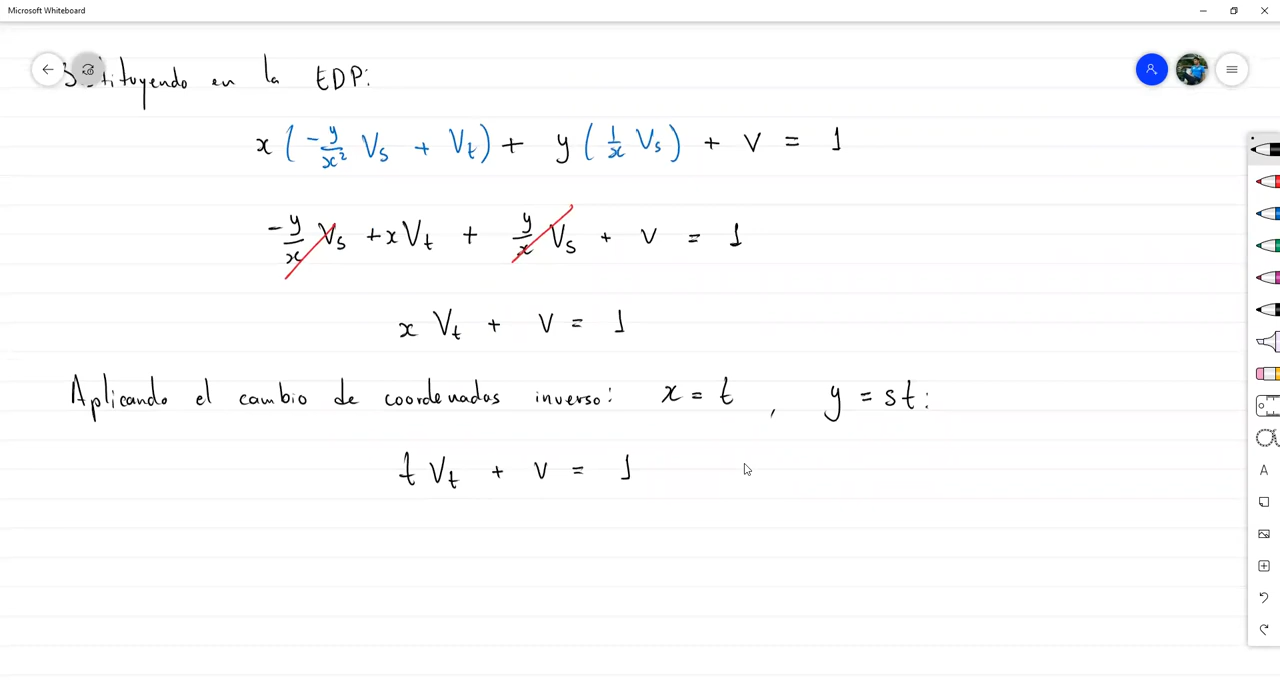 Microsoft Whiteboard
stituyendo en la EDP:
x ( -y/x² Vs + Vt ) + y ( 1/x Vs ) + v = 1
-y/x Vs + x Vt + y/x Vs + v = 1
x Vt + v = 1
Aplicando el cambio de coordenadas inverso: x = t , y = st:
t Vt + v = 1
A